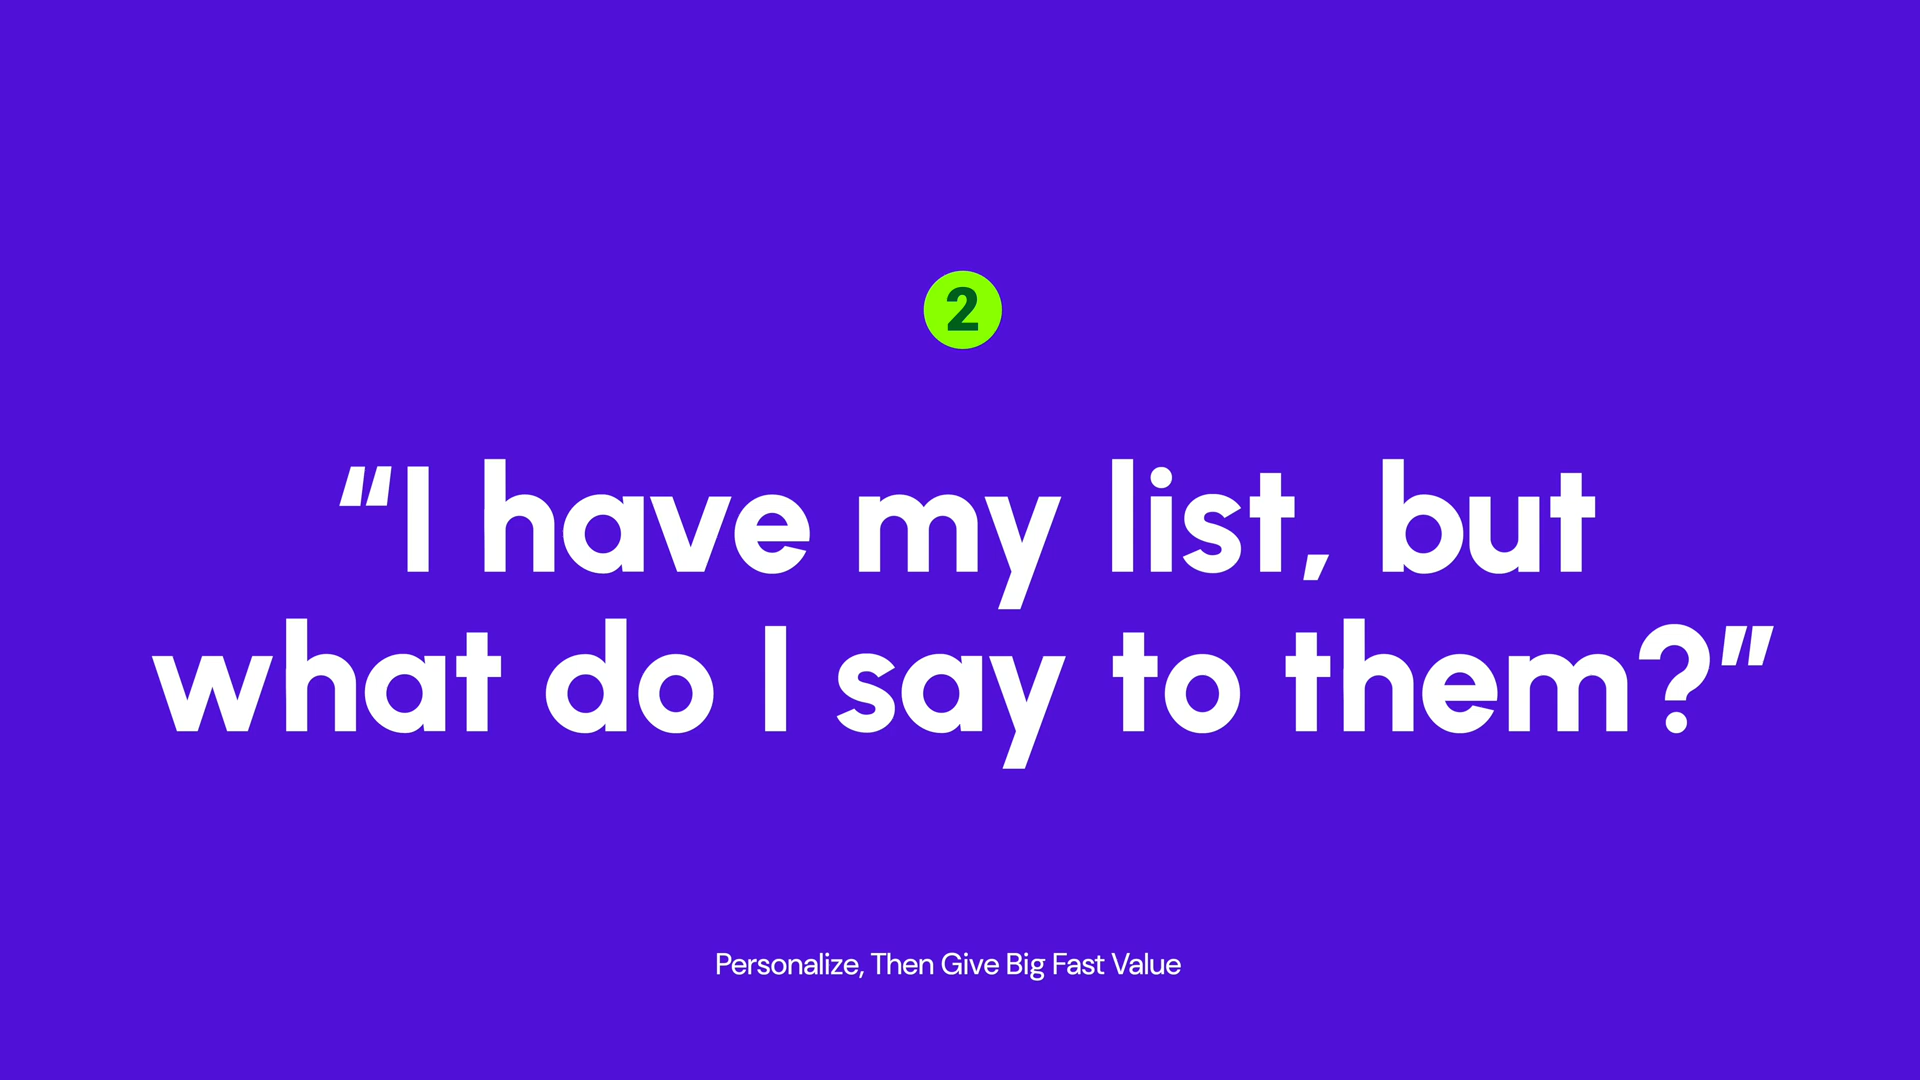 2
“I have my list, but
what do I say to them?”
Personalize, Then Give Big Fast Value